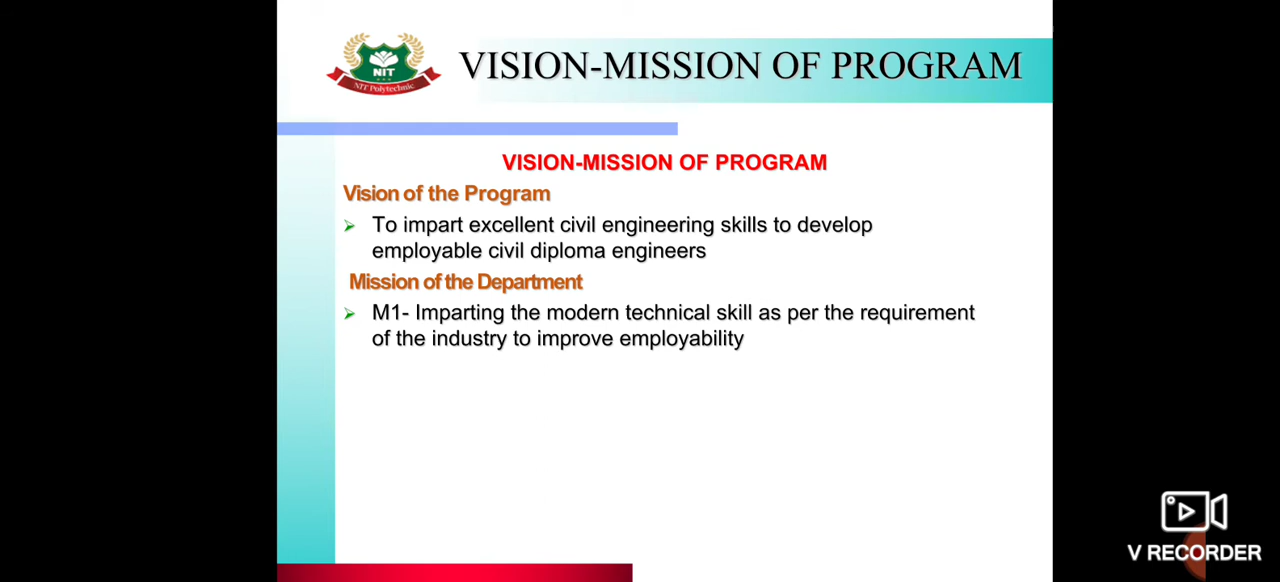 NIT
NIT Polytechnic
VISION-MISSION OF PROGRAM
VISION-MISSION OF PROGRAM
Vision of the Program
To impart excellent civil engineering skills to develop
employable civil diploma engineers
Mission of the Department
M1- Imparting the modern technical skill as per the requirement
of the industry to improve employability
V RECORDER